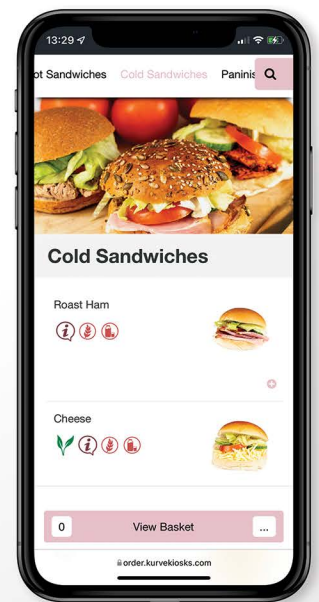 13:29
ot Sandwiches Cold Sandwiches Paninis
Cold Sandwiches
Roast Ham
Cheese
0 View Basket ...
order.kurvekiosks.com